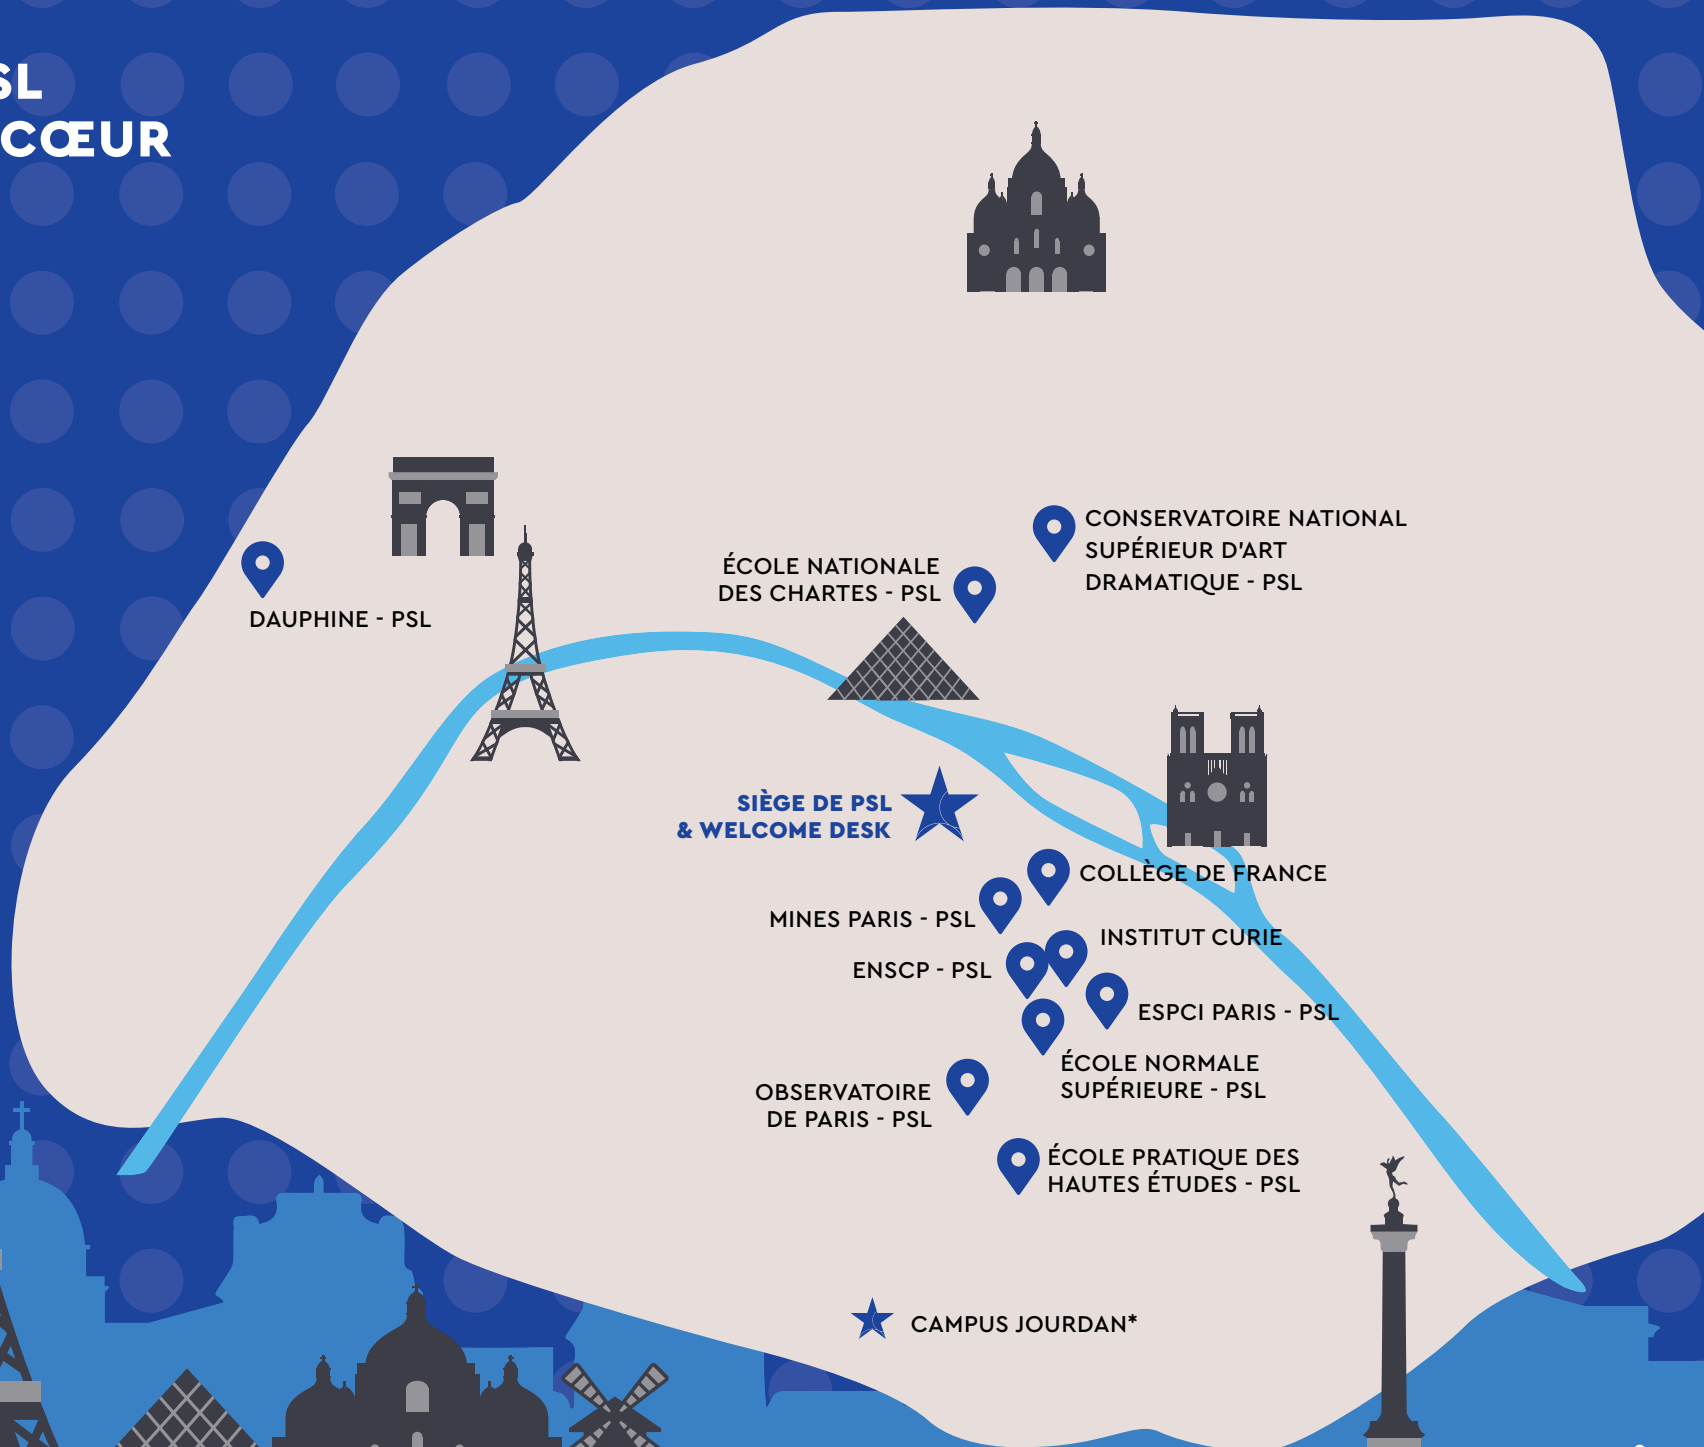 SL
CŒUR
CONSERVATOIRE NATIONAL
SUPÉRIEUR D'ART
DRAMATIQUE - PSL
ÉCOLE NATIONALE
DES CHARTES - PSL
DAUPHINE - PSL
SIÈGE DE PSL
& WELCOME DESK
COLLÈGE DE FRANCE
MINES PARIS - PSL
INSTITUT CURIE
ENSCP - PSL
ESPCI PARIS - PSL
ÉCOLE NORMALE
SUPÉRIEURE - PSL
OBSERVATOIRE
DE PARIS - PSL
ÉCOLE PRATIQUE DES
HAUTES ÉTUDES - PSL
CAMPUS JOURDAN*